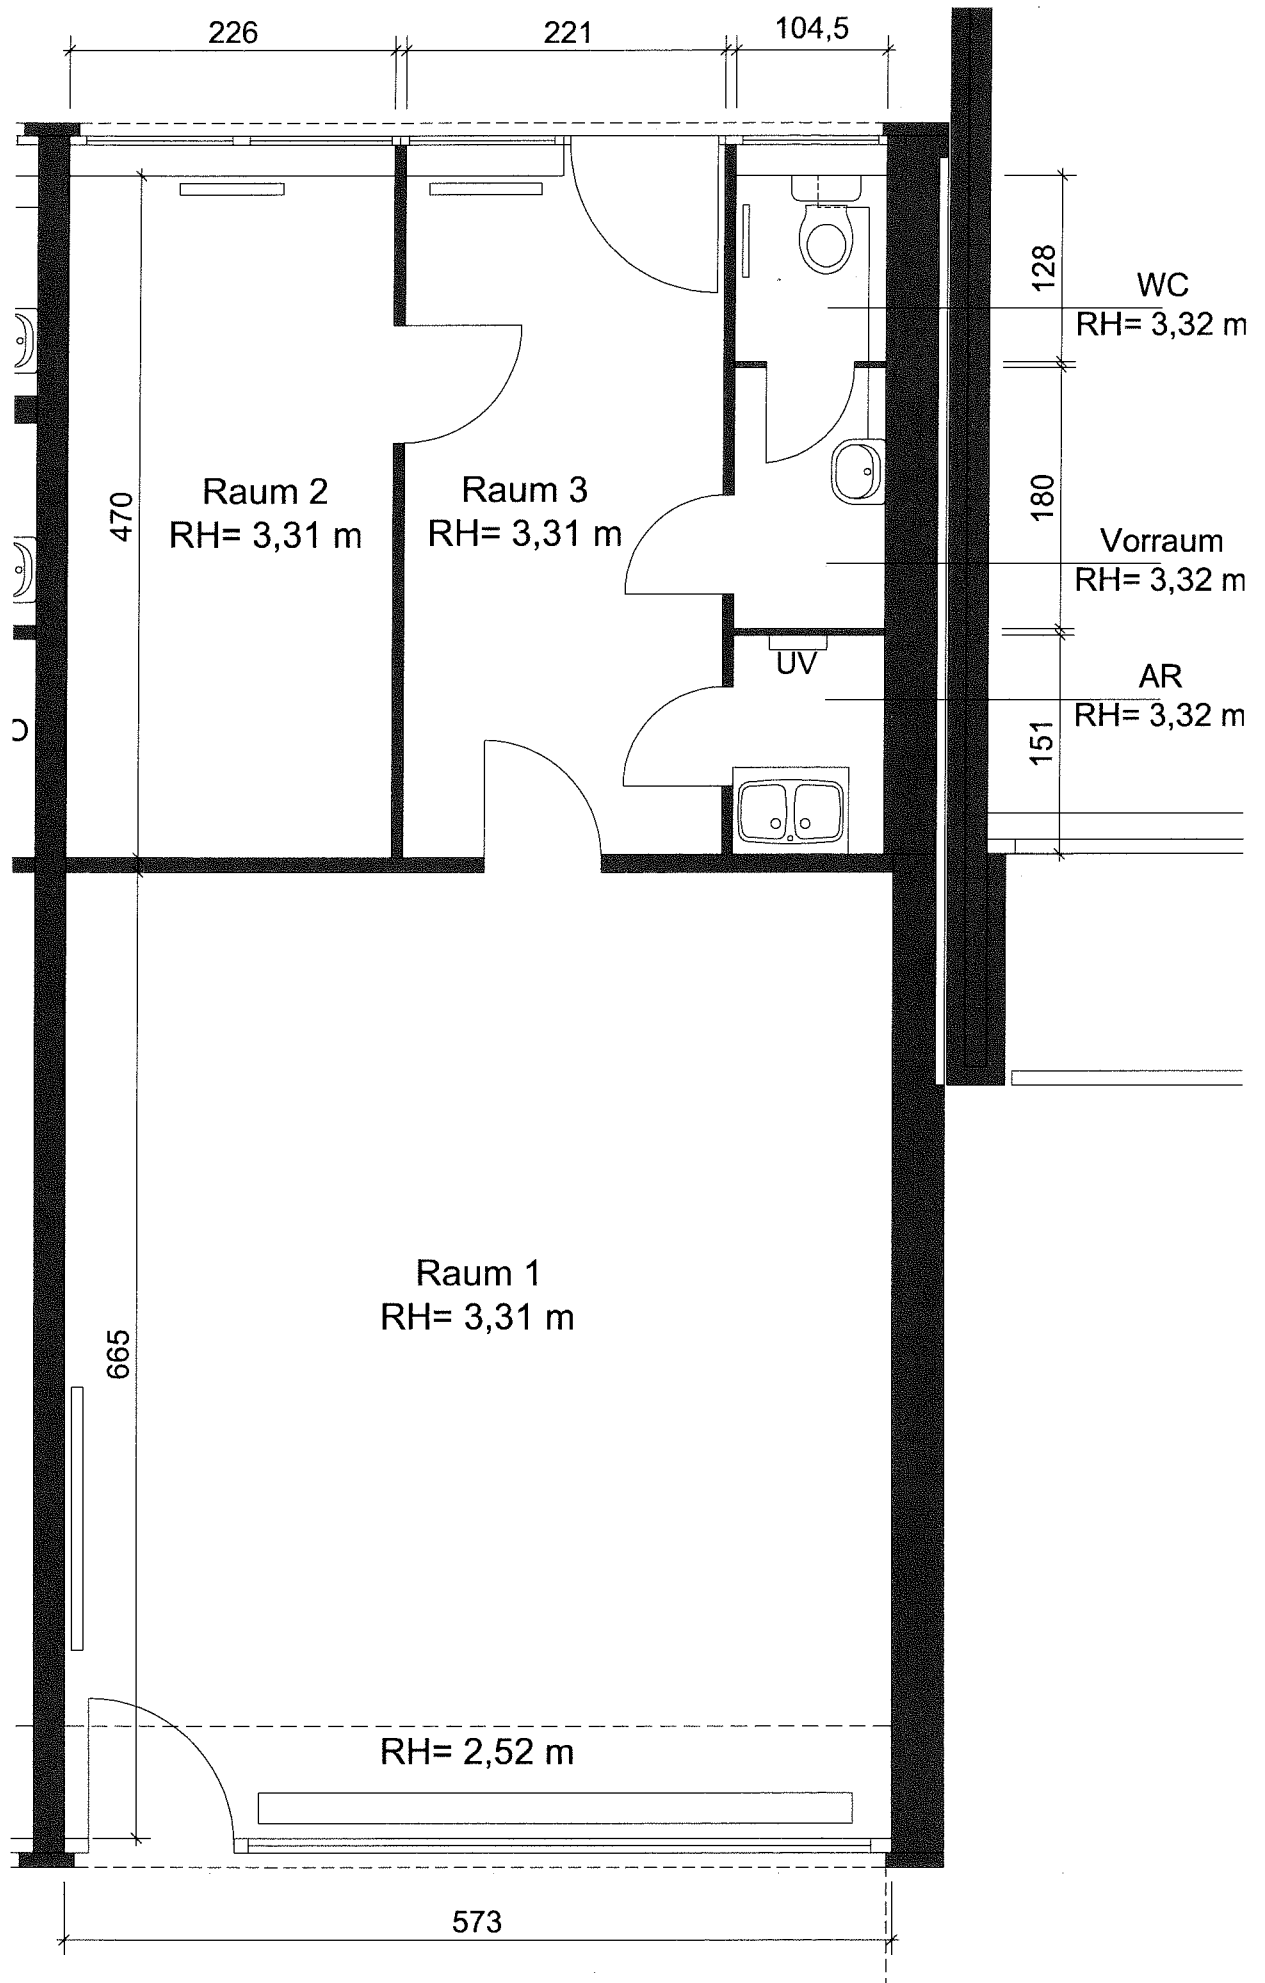 226
221
104,5
128
WC
RH= 3,32 m
470
Raum 2
RH= 3,31 m
Raum 3
RH= 3,31 m
180
Vorraum
RH= 3,32 m
UV
AR
RH= 3,32 m
151
O
Raum 1
RH= 3,31 m
665
RH= 2,52 m
573